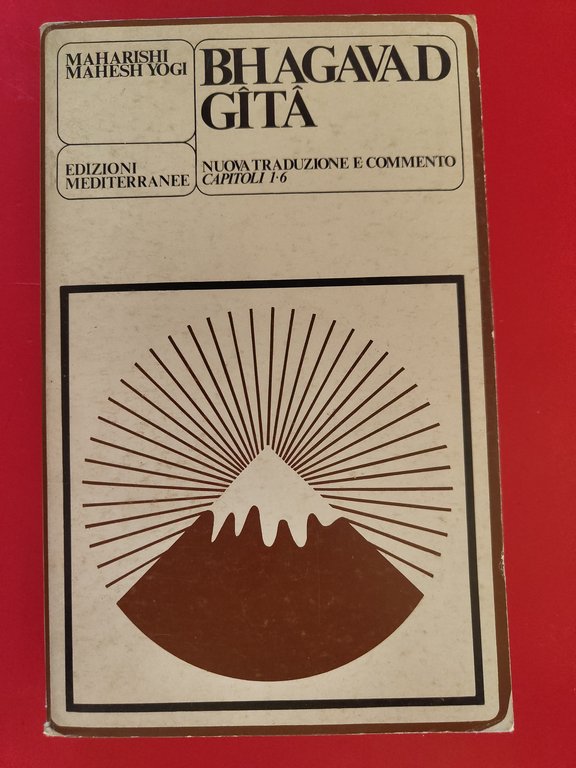 MAHARISHI
MAHESH YOGI
BHAGAVAD
GÎTÂ
EDIZIONI
MEDITERRANEE
NUOVA TRADUZIONE E COMMENTO
CAPITOLI 1-6